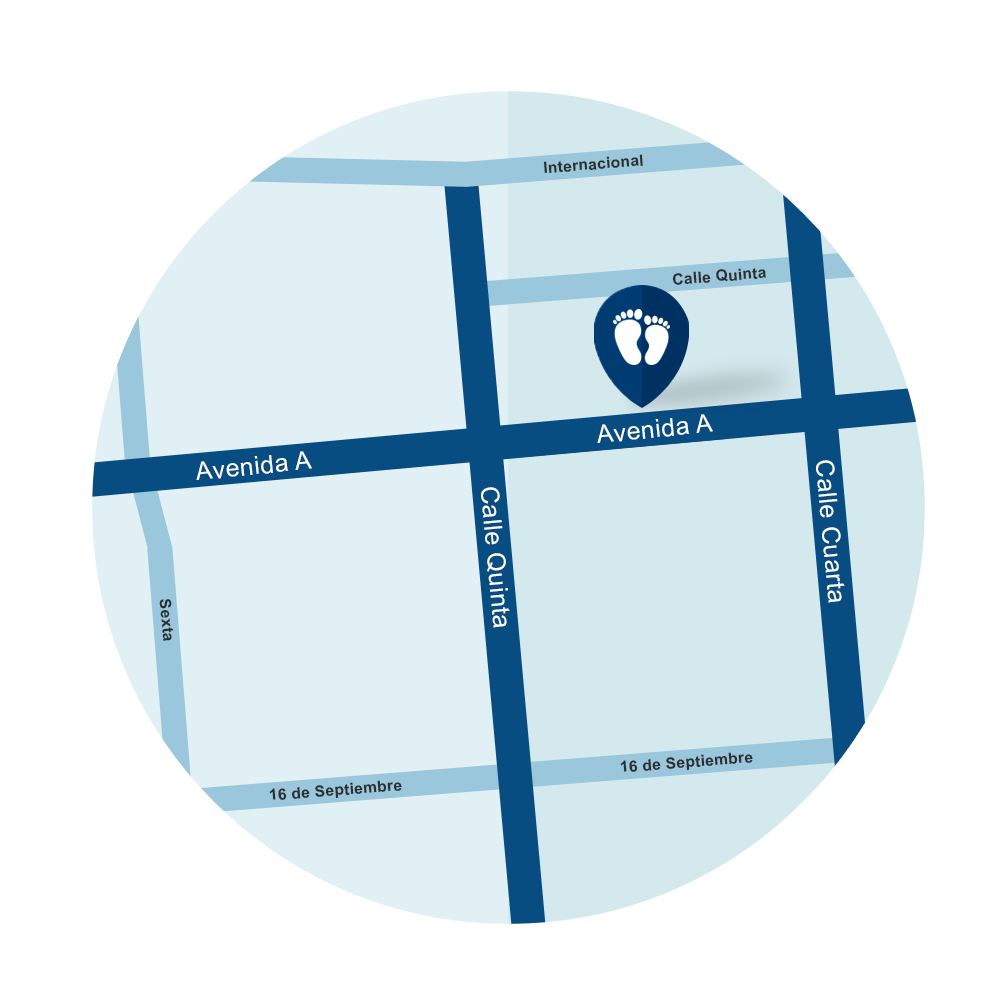 Internacional
Calle Quinta
Avenida A
Avenida A
Calle Quinta
Calle Cuarta
Sexta
16 de Septiembre
16 de Septiembre